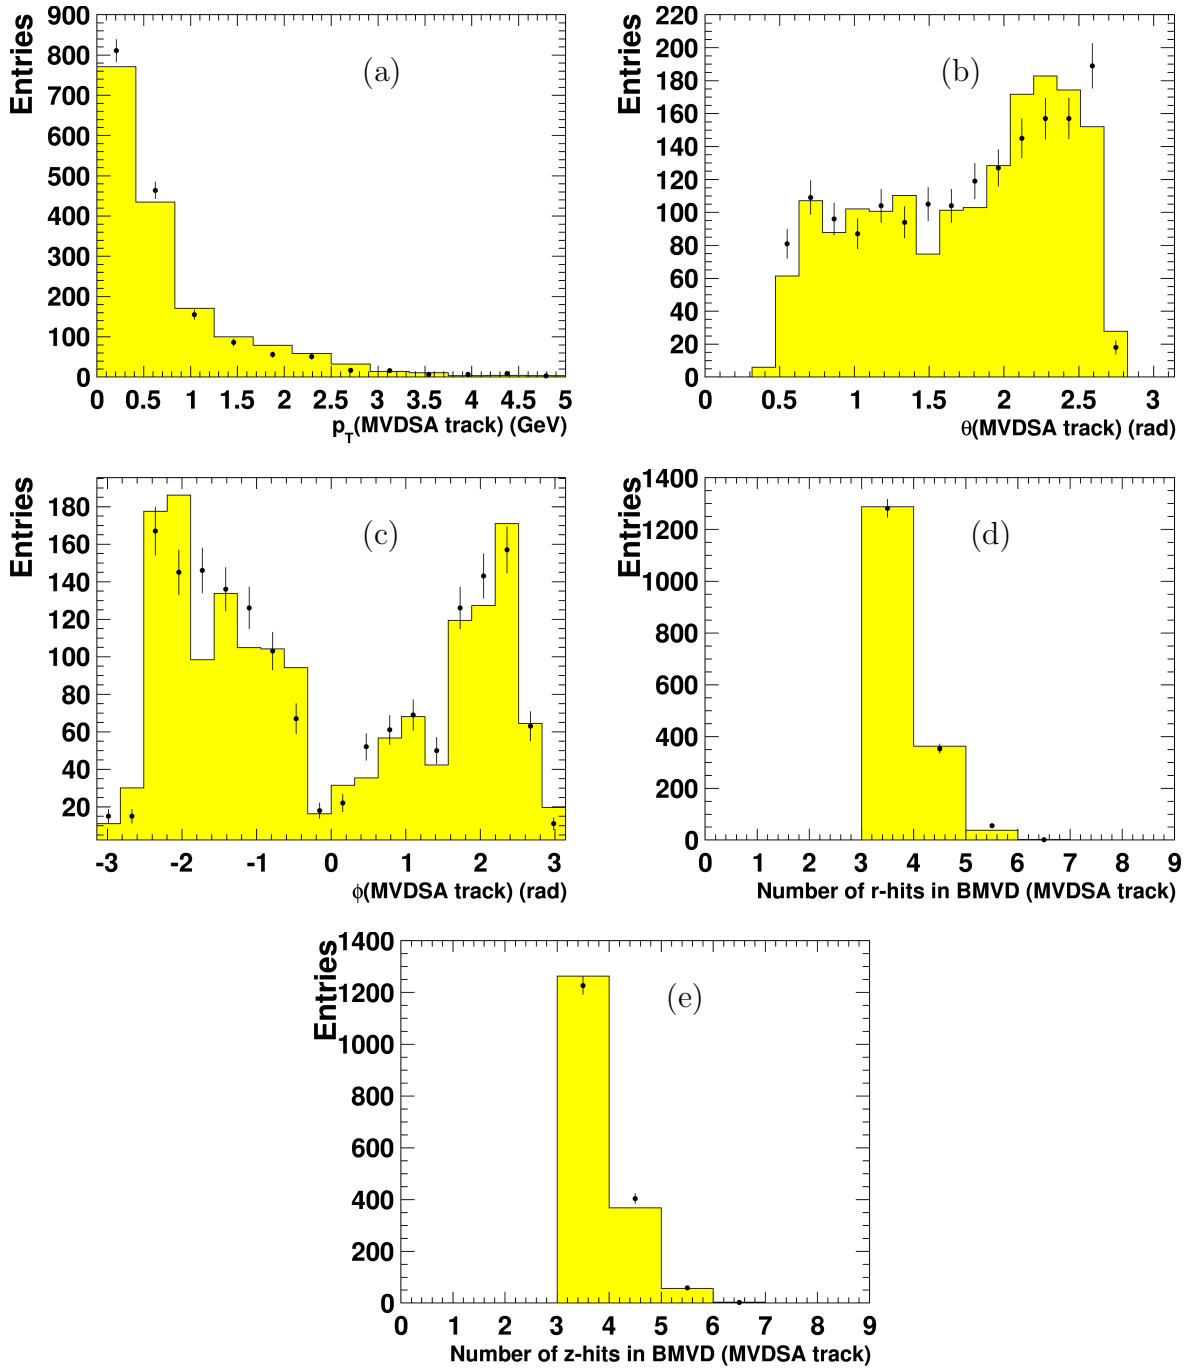 Entries
900
800
700
600
500
400
300
200
100
0
(a)
0 0.5 1 1.5 2 2.5 3 3.5 4 4.5 5
pT(MVDSA track) (GeV)
Entries
220
200
180
160
140
120
100
80
60
40
20
0
(b)
0 0.5 1 1.5 2 2.5 3
θ(MVDSA track) (rad)
Entries
180
160
140
120
100
80
60
40
20
(c)
-3 -2 -1 0 1 2 3
ϕ(MVDSA track) (rad)
Entries
1400
1200
1000
800
600
400
200
0
(d)
0 1 2 3 4 5 6 7 8 9
Number of r-hits in BMVD (MVDSA track)
Entries
1400
1200
1000
800
600
400
200
0
(e)
0 1 2 3 4 5 6 7 8 9
Number of z-hits in BMVD (MVDSA track)